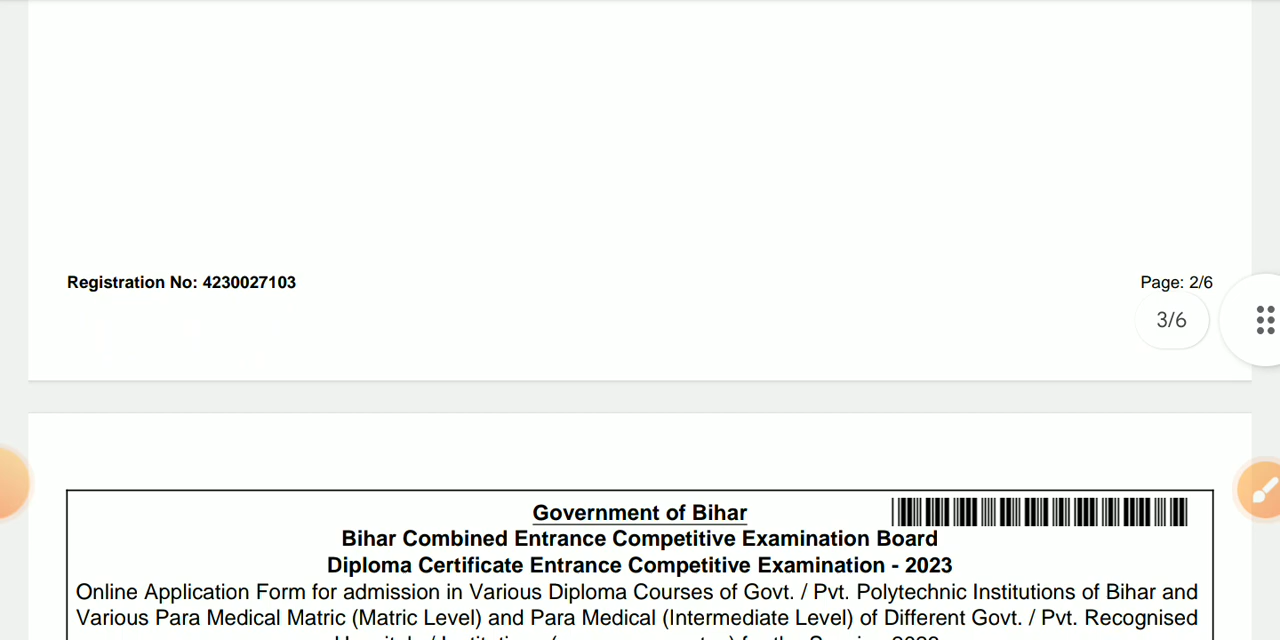 Registration No: 4230027103
Page: 2/6
3/6
Government of Bihar
Bihar Combined Entrance Competitive Examination Board
Diploma Certificate Entrance Competitive Examination - 2023
Online Application Form for admission in Various Diploma Courses of Govt. / Pvt. Polytechnic Institutions of Bihar and
Various Para Medical Matric (Matric Level) and Para Medical (Intermediate Level) of Different Govt. / Pvt. Recognised